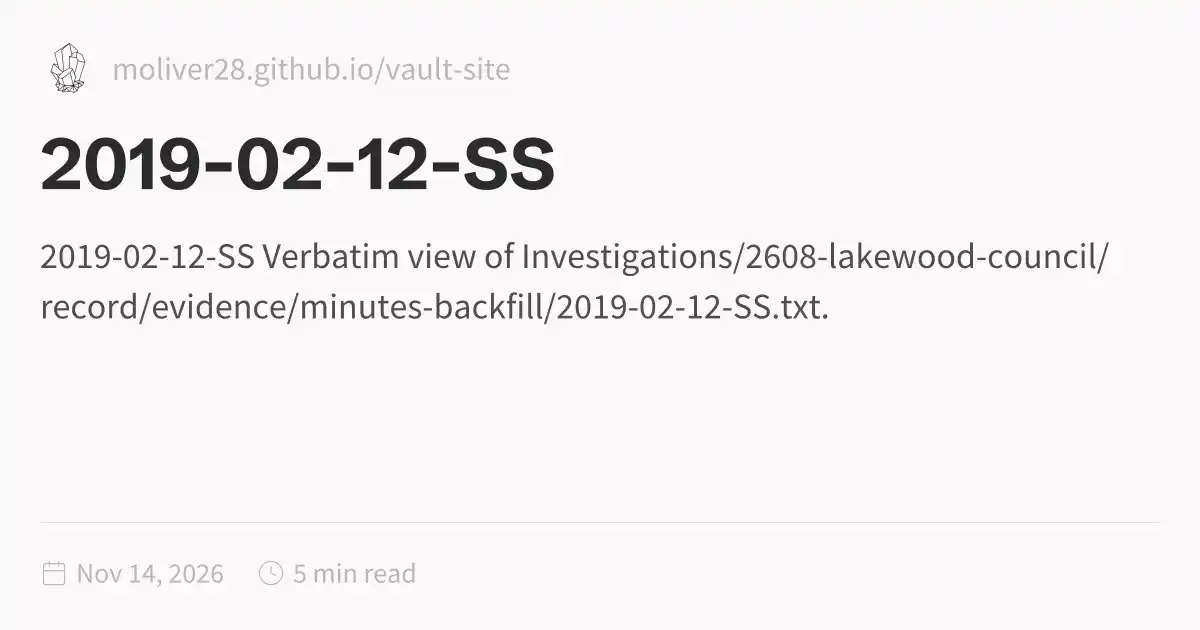 moliver28.github.io/vault-site
2019-02-12-SS
2019-02-12-SS Verbatim view of Investigations/2608-lakewood-council/
record/evidence/minutes-backfill/2019-02-12-SS.txt.
Nov 14, 2026 5 min read